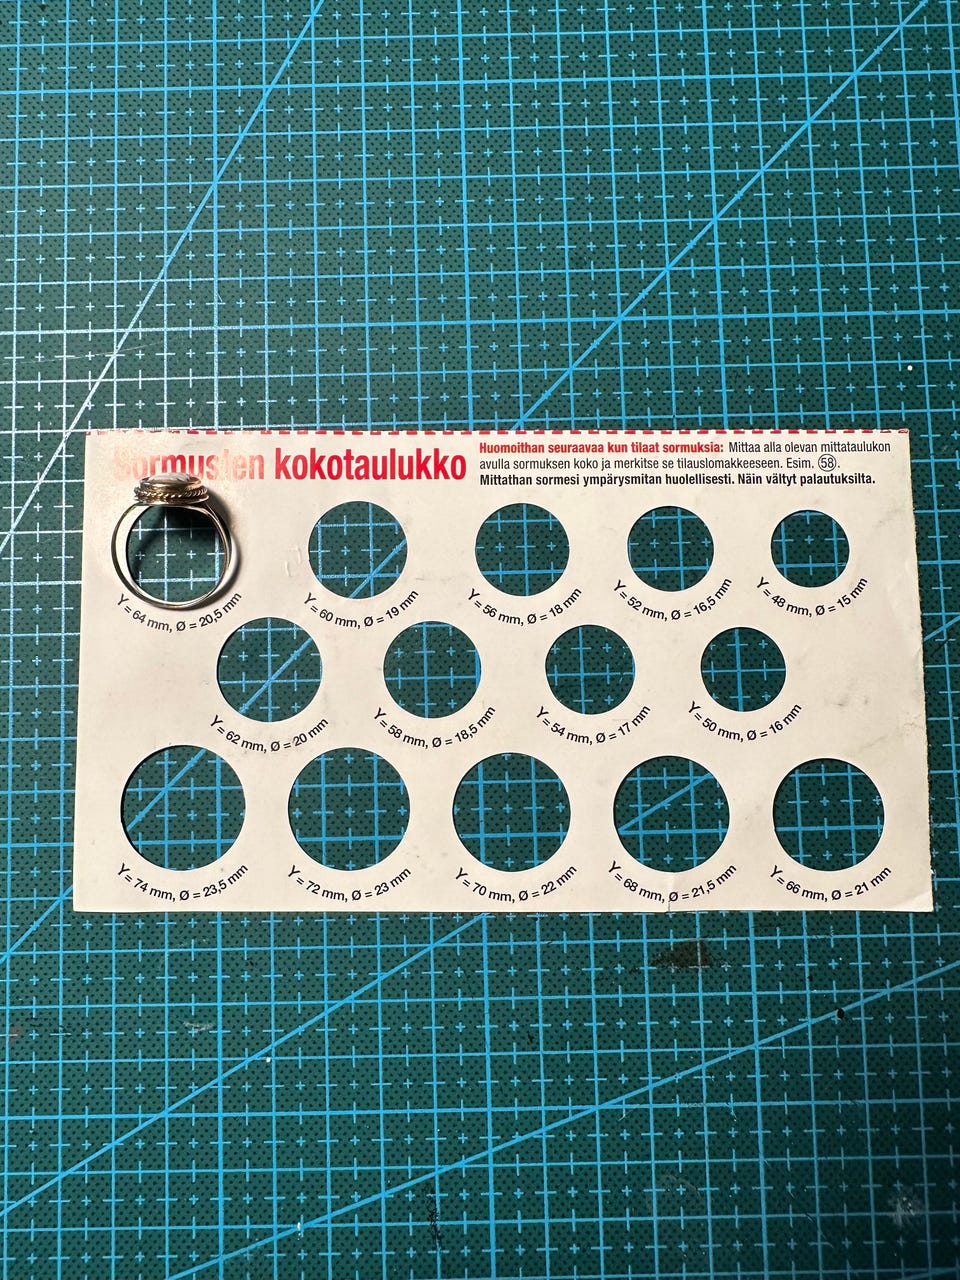 Sormusten kokotaulukko
Huomoithan seuraavaa kun tilaat sormuksia: Mittaa alla olevan mittataulukon
avulla sormuksen koko ja merkitse se tilauslomakkeeseen. Esim. 58.
Mittathan sormesi ympärysmitan huolellisesti. Näin vältyt palautuksilta.
Y = 64 mm, Ø = 20,5 mm
Y = 60 mm, Ø = 19 mm
Y = 56 mm, Ø = 18 mm
Y = 52 mm, Ø = 16,5 mm
Y = 48 mm, Ø = 15 mm
Y = 62 mm, Ø = 20 mm
Y = 58 mm, Ø = 18,5 mm
Y = 54 mm, Ø = 17 mm
Y = 50 mm, Ø = 16 mm
Y = 74 mm, Ø = 23,5 mm
Y = 72 mm, Ø = 23 mm
Y = 70 mm, Ø = 22 mm
Y = 68 mm, Ø = 21,5 mm
Y = 66 mm, Ø = 21 mm